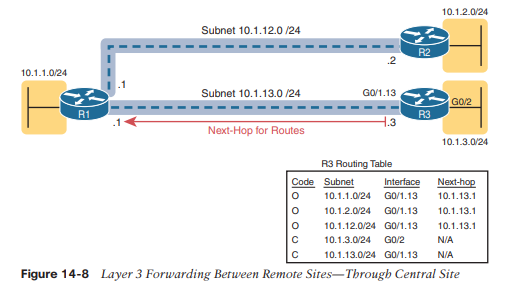 10.1.2.0/24
Subnet 10.1.12.0 /24
R2
.2
10.1.1.0/24
.1
Subnet 10.1.13.0 /24
G0/1.13
G0/2
R1
R3
.1
.3
Next-Hop for Routes
10.1.3.0/24
R3 Routing Table
Code Subnet Interface Next-hop
O 10.1.1.0/24 G0/1.13 10.1.13.1
O 10.1.2.0/24 G0/1.13 10.1.13.1
O 10.1.12.0/24 G0/1.13 10.1.13.1
C 10.1.3.0/24 G0/2 N/A
C 10.1.13.0/24 G0/1.13 N/A
Figure 14-8 Layer 3 Forwarding Between Remote Sites—Through Central Site